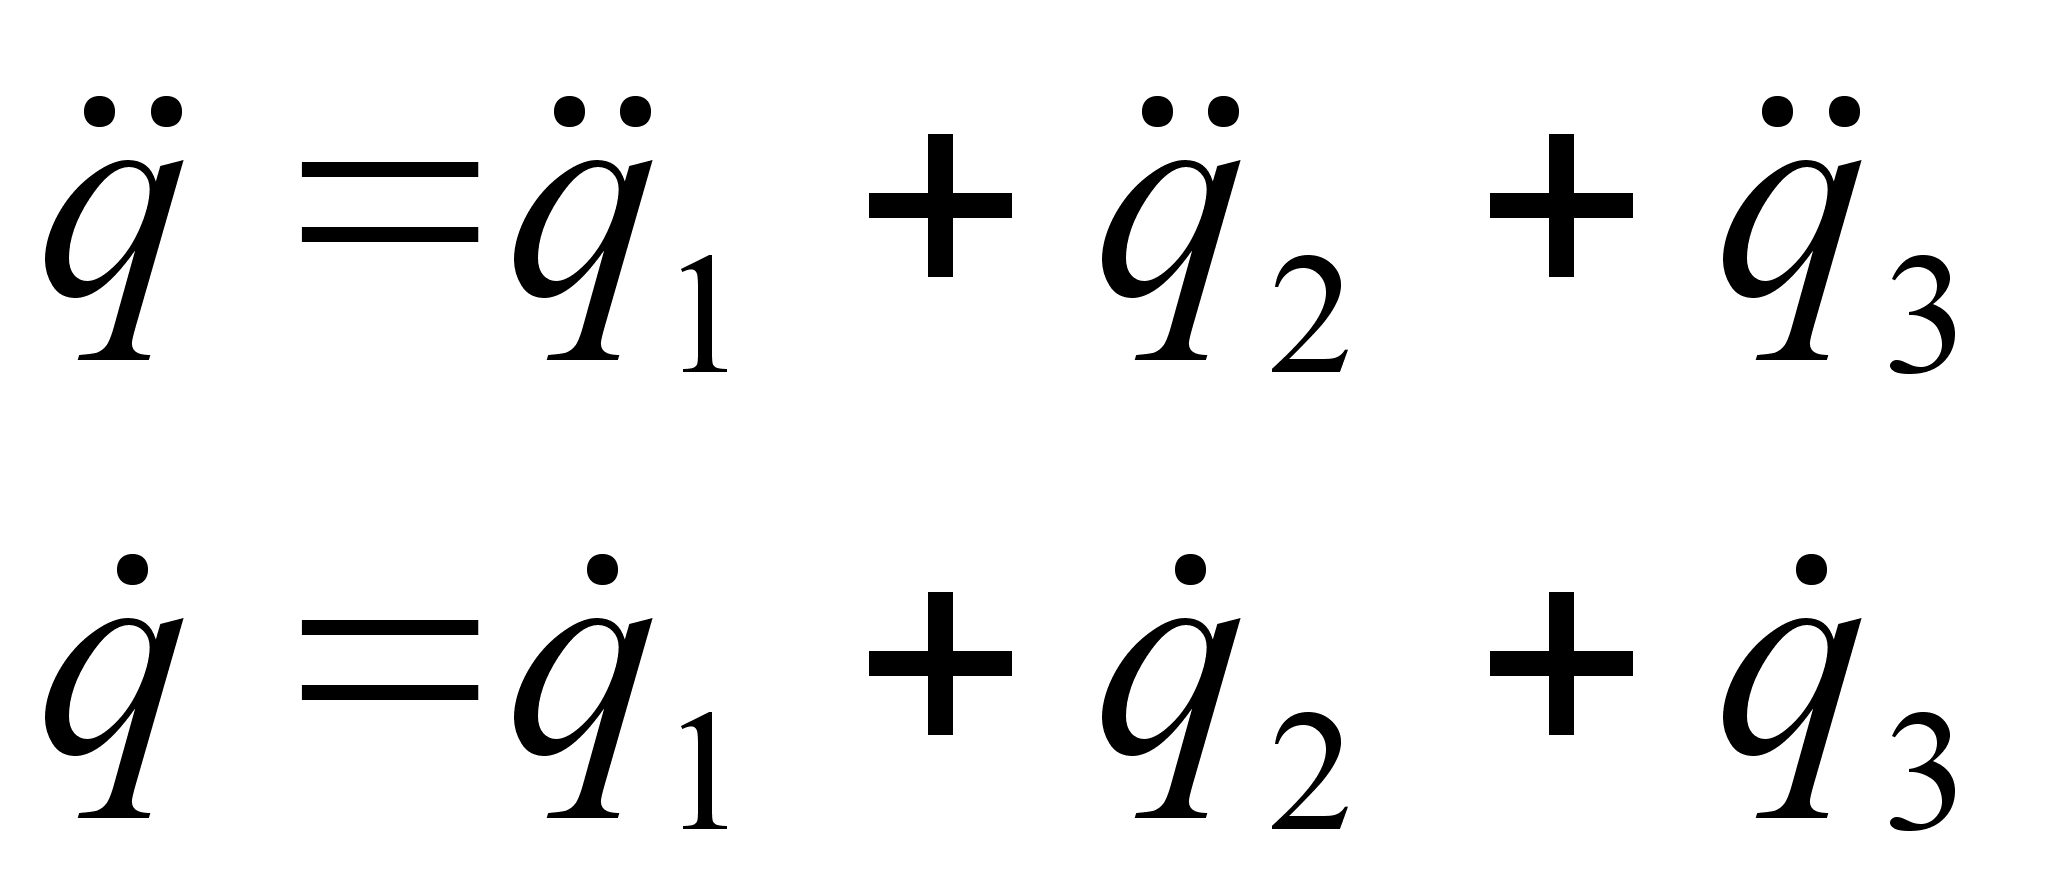 q̈ = q̈₁ + q̈₂ + q̈₃
q̇ = q̇₁ + q̇₂ + q̇₃